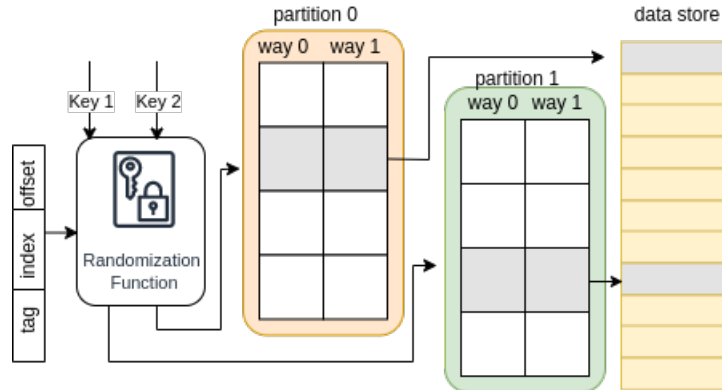 partition 0
data store
way 0 way 1
partition 1
way 0 way 1
Key 1
Key 2
offset
index
tag
Randomization
Function